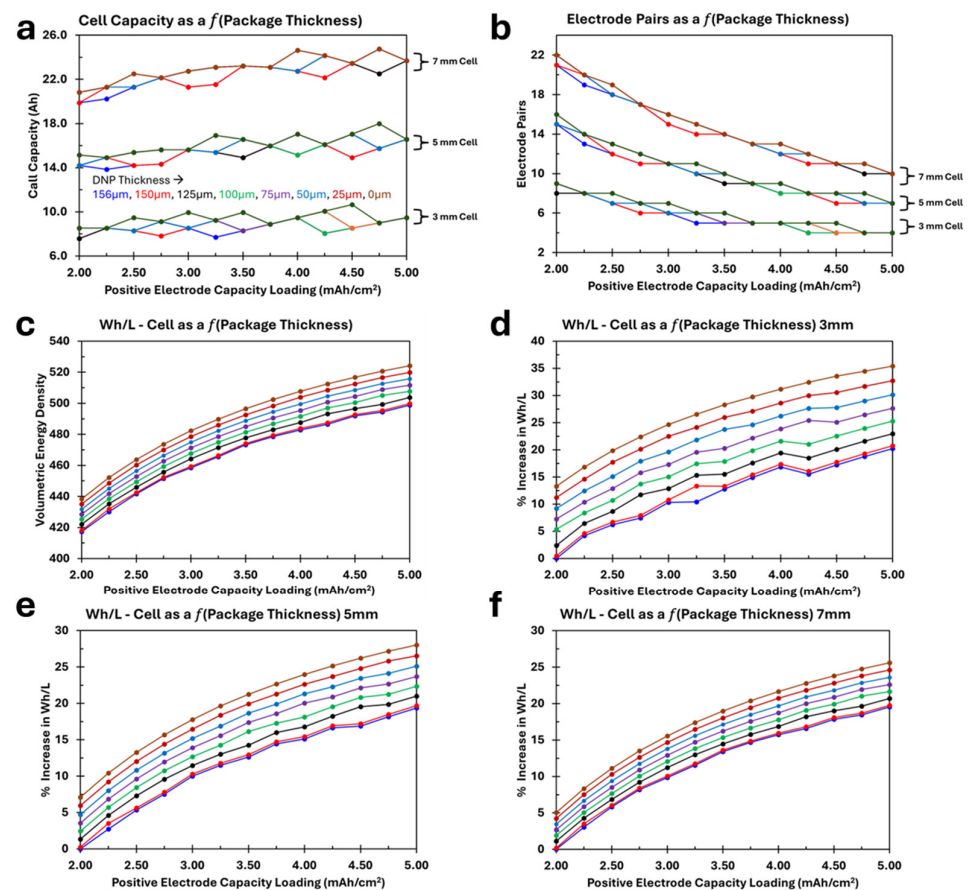 a
Cell Capacity as a f(Package Thickness)
Cell Capacity (Ah)
26.0
22.0
18.0
14.0
10.0
6.0
7 mm Cell
5 mm Cell
DNP Thickness →
156µm, 150µm, 125µm, 100µm, 75µm, 50µm, 25µm, 0µm
3 mm Cell
2.00 2.50 3.00 3.50 4.00 4.50 5.00
Positive Electrode Capacity Loading (mAh/cm²)
b
Electrode Pairs as a f(Package Thickness)
Electrode Pairs
22
18
14
10
6
2
7 mm Cell
5 mm Cell
3 mm Cell
2.00 2.50 3.00 3.50 4.00 4.50 5.00
Positive Electrode Capacity Loading (mAh/cm²)
c
Wh/L - Cell as a f(Package Thickness)
Volumetric Energy Density
540
520
500
480
460
440
420
400
2.00 2.50 3.00 3.50 4.00 4.50 5.00
Positive Electrode Capacity Loading (mAh/cm²)
d
Wh/L - Cell as a f(Package Thickness) 3mm
% Increase in Wh/L
40
35
30
25
20
15
10
5
0
2.00 2.50 3.00 3.50 4.00 4.50 5.00
Positive Electrode Capacity Loading (mAh/cm²)
e
Wh/L - Cell as a f(Package Thickness) 5mm
% Increase in Wh/L
30
25
20
15
10
5
0
2.00 2.50 3.00 3.50 4.00 4.50 5.00
Positive Electrode Capacity Loading (mAh/cm²)
f
Wh/L - Cell as a f(Package Thickness) 7mm
% Increase in Wh/L
30
25
20
15
10
5
0
2.00 2.50 3.00 3.50 4.00 4.50 5.00
Positive Electrode Capacity Loading (mAh/cm²)